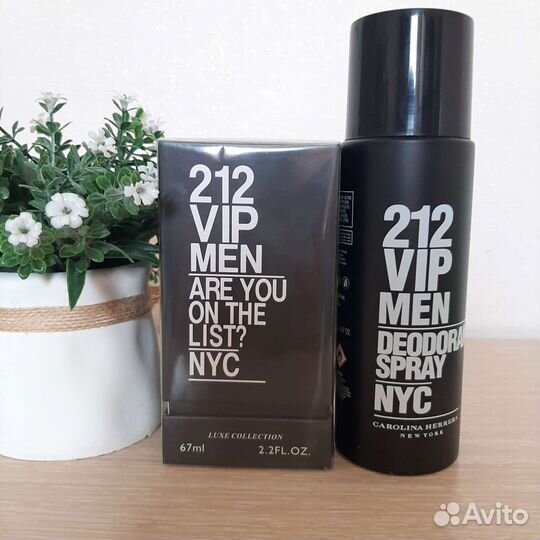 212
VIP
MEN
ARE YOU
ON THE
LIST?
NYC
LUXE COLLECTION
67ml 2.2FL.OZ.
212
VIP
MEN
DEODORA
SPRAY
NYC
CAROLINA HERRERA
NEW YORK
Avito